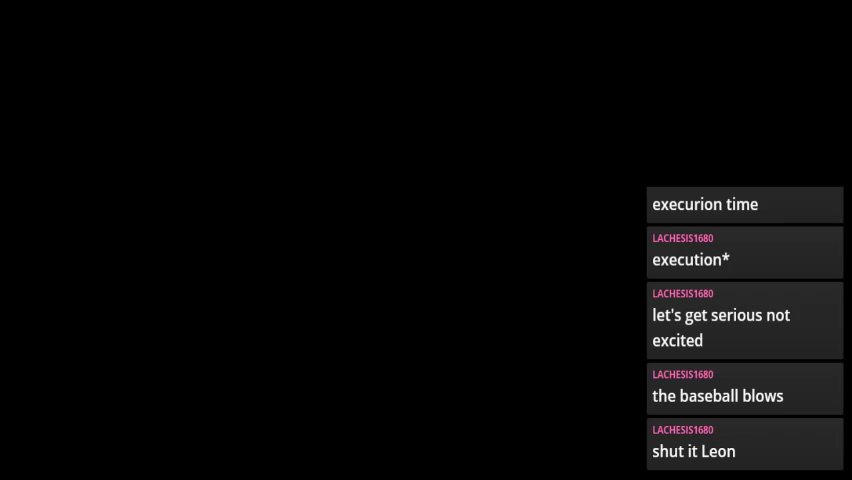 execurion time
LACHESIS1680
execution*
LACHESIS1680
let's get serious not
excited
LACHESIS1680
the baseball blows
LACHESIS1680
shut it Leon